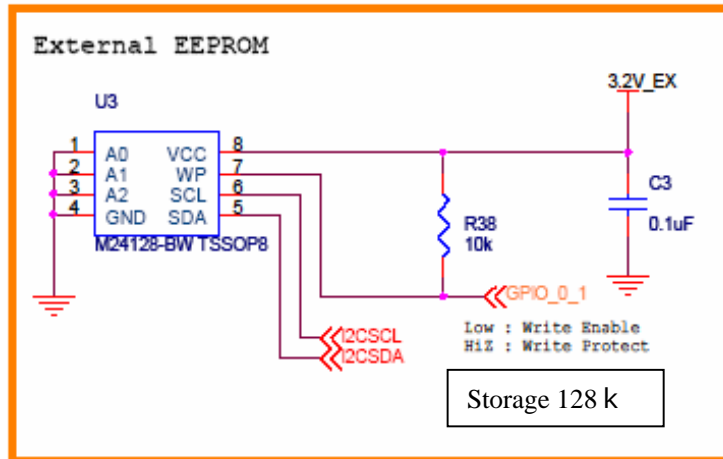 External EEPROM
3.2V_EX
U3
1 A0 VCC 8
2 A1 WP 7
3 A2 SCL 6
4 GND SDA 5
M24128-BW TSSOP8
R38
10k
C3
0.1uF
GPIO_0_1
Low : Write Enable
HiZ : Write Protect
I2CSCL
I2CSDA
Storage 128 k